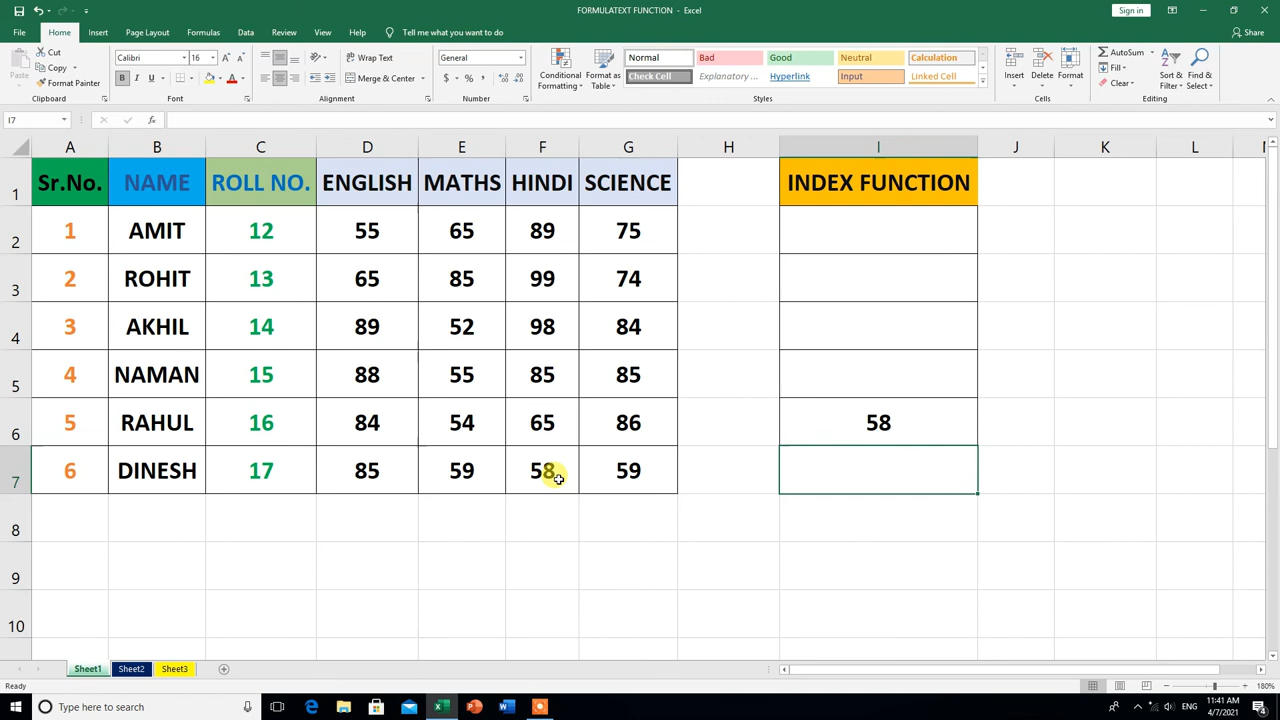 FORMULATEXT FUNCTION - Excel
Sign in
File Home Insert Page Layout Formulas Data Review View Help Tell me what you want to do Share
Paste Cut Copy Format Painter Clipboard
Calibri 16 B I U A A A Font
Wrap Text Merge & Center Alignment
General $ % , Number
Conditional Formatting Format as Table
Normal Bad Good Neutral Calculation
Check Cell Explanatory ... Hyperlink Input Linked Cell
Styles
Insert Delete Format Cells
AutoSum Fill Clear Sort & Filter Find & Select Editing
I7 fx
A B C D E F G H I J K L
1 Sr.No. NAME ROLL NO. ENGLISH MATHS HINDI SCIENCE INDEX FUNCTION
2 1 AMIT 12 55 65 89 75
3 2 ROHIT 13 65 85 99 74
4 3 AKHIL 14 89 52 98 84
5 4 NAMAN 15 88 55 85 85
6 5 RAHUL 16 84 54 65 86 58
7 6 DINESH 17 85 59 58 59
8
9
10
Sheet1 Sheet2 Sheet3
Ready 180%
Type here to search
11:41 AM
4/7/2021
4